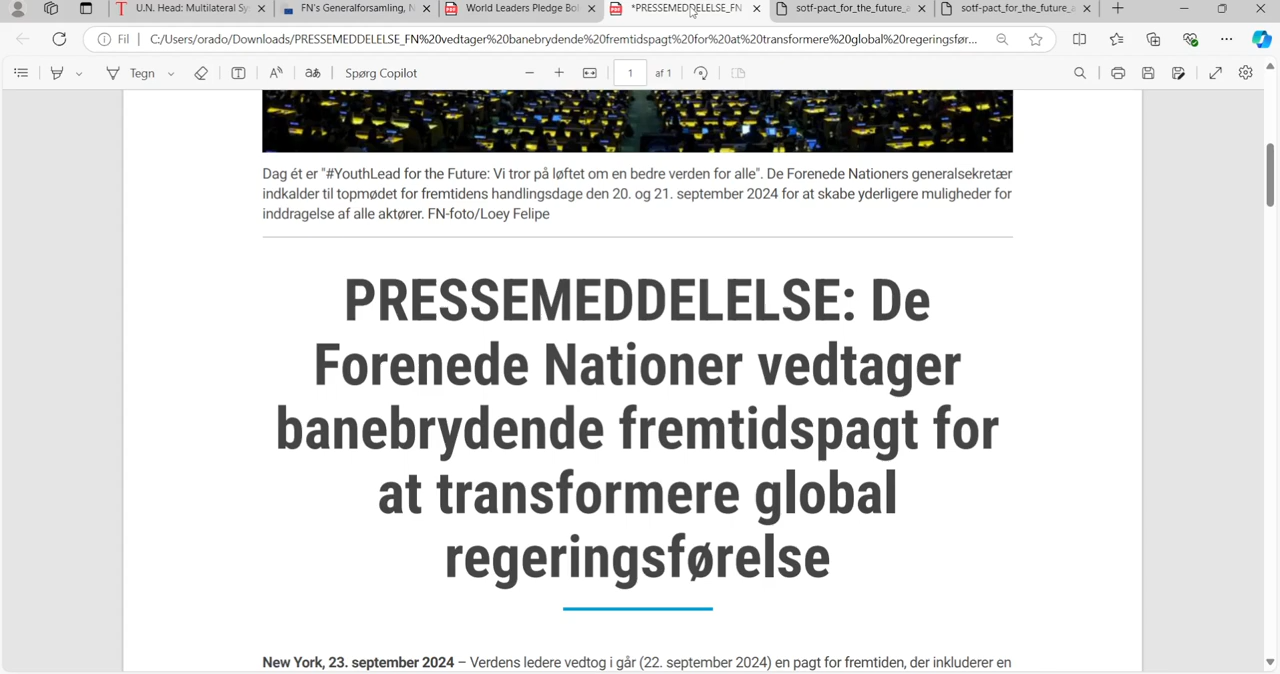 U.N. Head: Multilateral Sy
FN's Generalforsamling, N
World Leaders Pledge Bol
*PRESSEMEDDELELSE_FN
sotf-pact_for_the_future_a
sotf-pact_for_the_future_a
Fil
C:/Users/orado/Downloads/PRESSEMEDDELELSE_FN%20vedtager%20banebrydende%20fremtidspagt%20for%20at%20transformere%20global%20regeringsfør...
Tegn
Spørg Copilot
1
af 1
Dag ét er "#YouthLead for the Future: Vi tror på løftet om en bedre verden for alle". De Forenede Nationers generalsekretær
indkalder til topmødet for fremtidens handlingsdage den 20. og 21. september 2024 for at skabe yderligere muligheder for
inddragelse af alle aktører. FN-foto/Loey Felipe
PRESSEMEDDELELSE: De
Forenede Nationer vedtager
banebrydende fremtidspagt for
at transformere global
regeringsførelse
New York, 23. september 2024 – Verdens ledere vedtog i går (22. september 2024) en pagt for fremtiden, der inkluderer en